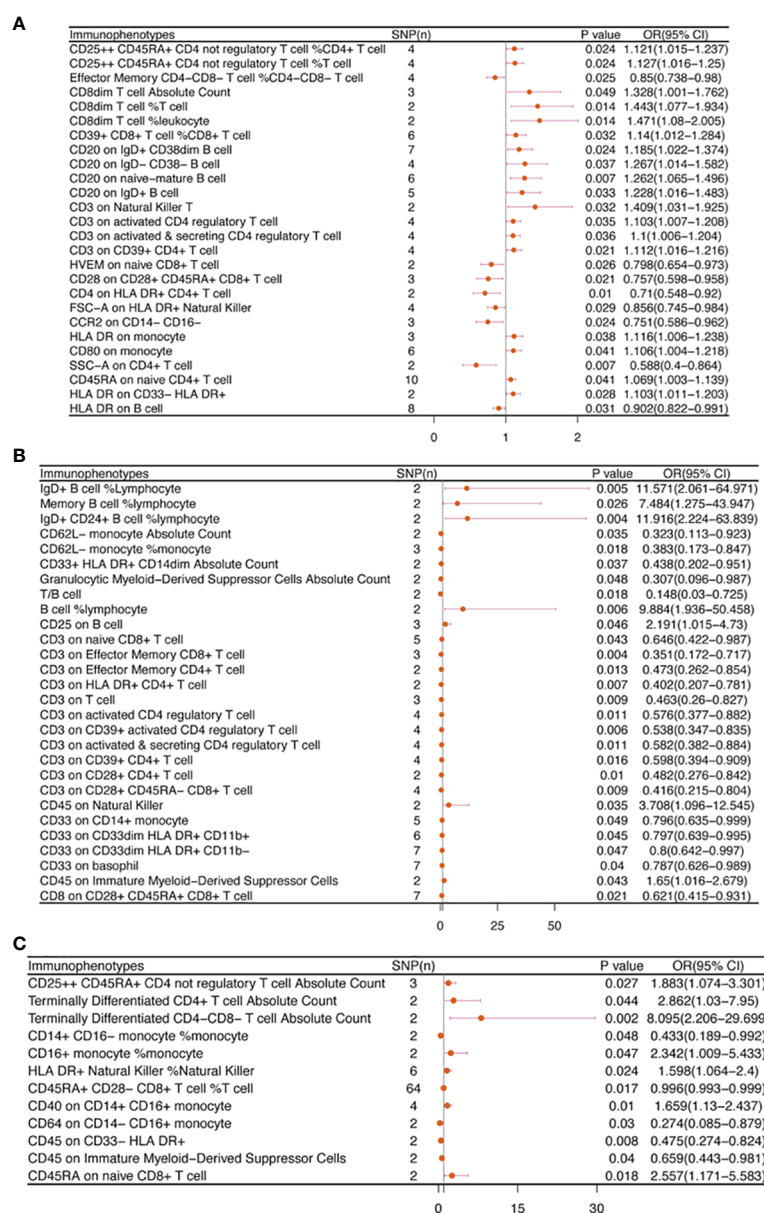 A
Immunophenotypes SNP(n) P value OR(95% CI)
CD25++ CD45RA+ CD4 not regulatory T cell %CD4+ T cell 4 0.024 1.121(1.015−1.237)
CD25++ CD45RA+ CD4 not regulatory T cell %T cell 4 0.024 1.127(1.016−1.25)
Effector Memory CD4−CD8− T cell %CD4−CD8− T cell 4 0.025 0.85(0.738−0.98)
CD8dim T cell Absolute Count 3 0.049 1.328(1.001−1.762)
CD8dim T cell %T cell 2 0.014 1.443(1.077−1.934)
CD8dim T cell %leukocyte 2 0.014 1.471(1.08−2.005)
CD39+ CD8+ T cell %CD8+ T cell 6 0.032 1.14(1.012−1.284)
CD20 on IgD+ CD38dim B cell 7 0.024 1.185(1.022−1.374)
CD20 on IgD− CD38− B cell 4 0.037 1.267(1.014−1.582)
CD20 on naive−mature B cell 6 0.007 1.262(1.065−1.496)
CD20 on IgD+ B cell 5 0.033 1.228(1.016−1.483)
CD3 on Natural Killer T 2 0.032 1.409(1.031−1.925)
CD3 on activated CD4 regulatory T cell 4 0.035 1.103(1.007−1.208)
CD3 on activated & secreting CD4 regulatory T cell 4 0.036 1.1(1.006−1.204)
CD3 on CD39+ CD4+ T cell 4 0.021 1.112(1.016−1.216)
HVEM on naive CD8+ T cell 2 0.026 0.798(0.654−0.973)
CD28 on CD28+ CD45RA+ CD8+ T cell 3 0.021 0.757(0.598−0.958)
CD4 on HLA DR+ CD4+ T cell 2 0.01 0.71(0.548−0.92)
FSC−A on HLA DR+ Natural Killer 4 0.029 0.856(0.745−0.984)
CCR2 on CD14− CD16− 3 0.024 0.751(0.586−0.962)
HLA DR on monocyte 3 0.038 1.116(1.006−1.238)
CD80 on monocyte 6 0.041 1.106(1.004−1.218)
SSC−A on CD4+ T cell 2 0.007 0.588(0.4−0.864)
CD45RA on naive CD4+ T cell 10 0.041 1.069(1.003−1.139)
HLA DR on CD33− HLA DR+ 2 0.028 1.103(1.011−1.203)
HLA DR on B cell 8 0.031 0.902(0.822−0.991)
0 1 2
B
Immunophenotypes SNP(n) P value OR(95% CI)
IgD+ B cell %Lymphocyte 2 0.005 11.571(2.061−64.971)
Memory B cell %lymphocyte 2 0.026 7.484(1.275−43.947)
IgD+ CD24+ B cell %lymphocyte 2 0.004 11.916(2.224−63.839)
CD62L− monocyte Absolute Count 2 0.035 0.323(0.113−0.923)
CD62L− monocyte %monocyte 3 0.018 0.383(0.173−0.847)
CD33+ HLA DR+ CD14dim Absolute Count 2 0.037 0.438(0.202−0.951)
Granulocytic Myeloid−Derived Suppressor Cells Absolute Count 2 0.048 0.307(0.096−0.987)
T/B cell 2 0.018 0.148(0.03−0.725)
B cell %lymphocyte 2 0.006 9.884(1.936−50.458)
CD25 on B cell 3 0.046 2.191(1.015−4.73)
CD3 on naive CD8+ T cell 5 0.043 0.646(0.422−0.987)
CD3 on Effector Memory CD8+ T cell 3 0.004 0.351(0.172−0.717)
CD3 on Effector Memory CD4+ T cell 2 0.013 0.473(0.262−0.854)
CD3 on HLA DR+ CD4+ T cell 2 0.007 0.402(0.207−0.781)
CD3 on T cell 3 0.009 0.463(0.26−0.827)
CD3 on activated CD4 regulatory T cell 4 0.011 0.576(0.377−0.882)
CD3 on CD39+ activated CD4 regulatory T cell 4 0.006 0.538(0.347−0.835)
CD3 on activated & secreting CD4 regulatory T cell 4 0.011 0.582(0.382−0.884)
CD3 on CD39+ CD4+ T cell 4 0.016 0.598(0.394−0.909)
CD3 on CD28+ CD4+ T cell 2 0.01 0.482(0.276−0.842)
CD3 on CD28+ CD45RA− CD8+ T cell 4 0.009 0.416(0.215−0.804)
CD45 on Natural Killer 2 0.035 3.708(1.096−12.545)
CD33 on CD14+ monocyte 5 0.049 0.796(0.635−0.999)
CD33 on CD33dim HLA DR+ CD11b+ 6 0.045 0.797(0.639−0.995)
CD33 on CD33dim HLA DR+ CD11b− 7 0.047 0.8(0.642−0.997)
CD33 on basophil 7 0.04 0.787(0.626−0.989)
CD45 on Immature Myeloid−Derived Suppressor Cells 2 0.043 1.65(1.016−2.679)
CD8 on CD28+ CD45RA+ CD8+ T cell 7 0.021 0.621(0.415−0.931)
0 25 50
C
Immunophenotypes SNP(n) P value OR(95% CI)
CD25++ CD45RA+ CD4 not regulatory T cell Absolute Count 3 0.027 1.883(1.074−3.301)
Terminally Differentiated CD4+ T cell Absolute Count 2 0.044 2.862(1.03−7.95)
Terminally Differentiated CD4−CD8− T cell Absolute Count 2 0.002 8.095(2.206−29.699)
CD14+ CD16− monocyte %monocyte 2 0.048 0.433(0.189−0.992)
CD16+ monocyte %monocyte 2 0.047 2.342(1.009−5.433)
HLA DR+ Natural Killer %Natural Killer 6 0.024 1.598(1.064−2.4)
CD45RA+ CD28− CD8+ T cell %T cell 64 0.017 0.996(0.993−0.999)
CD40 on CD14+ CD16+ monocyte 4 0.01 1.659(1.13−2.437)
CD64 on CD14− CD16+ monocyte 2 0.03 0.274(0.085−0.879)
CD45 on CD33− HLA DR+ 2 0.008 0.475(0.274−0.824)
CD45 on Immature Myeloid−Derived Suppressor Cells 2 0.04 0.659(0.443−0.981)
CD45RA on naive CD8+ T cell 2 0.018 2.557(1.171−5.583)
0 15 30